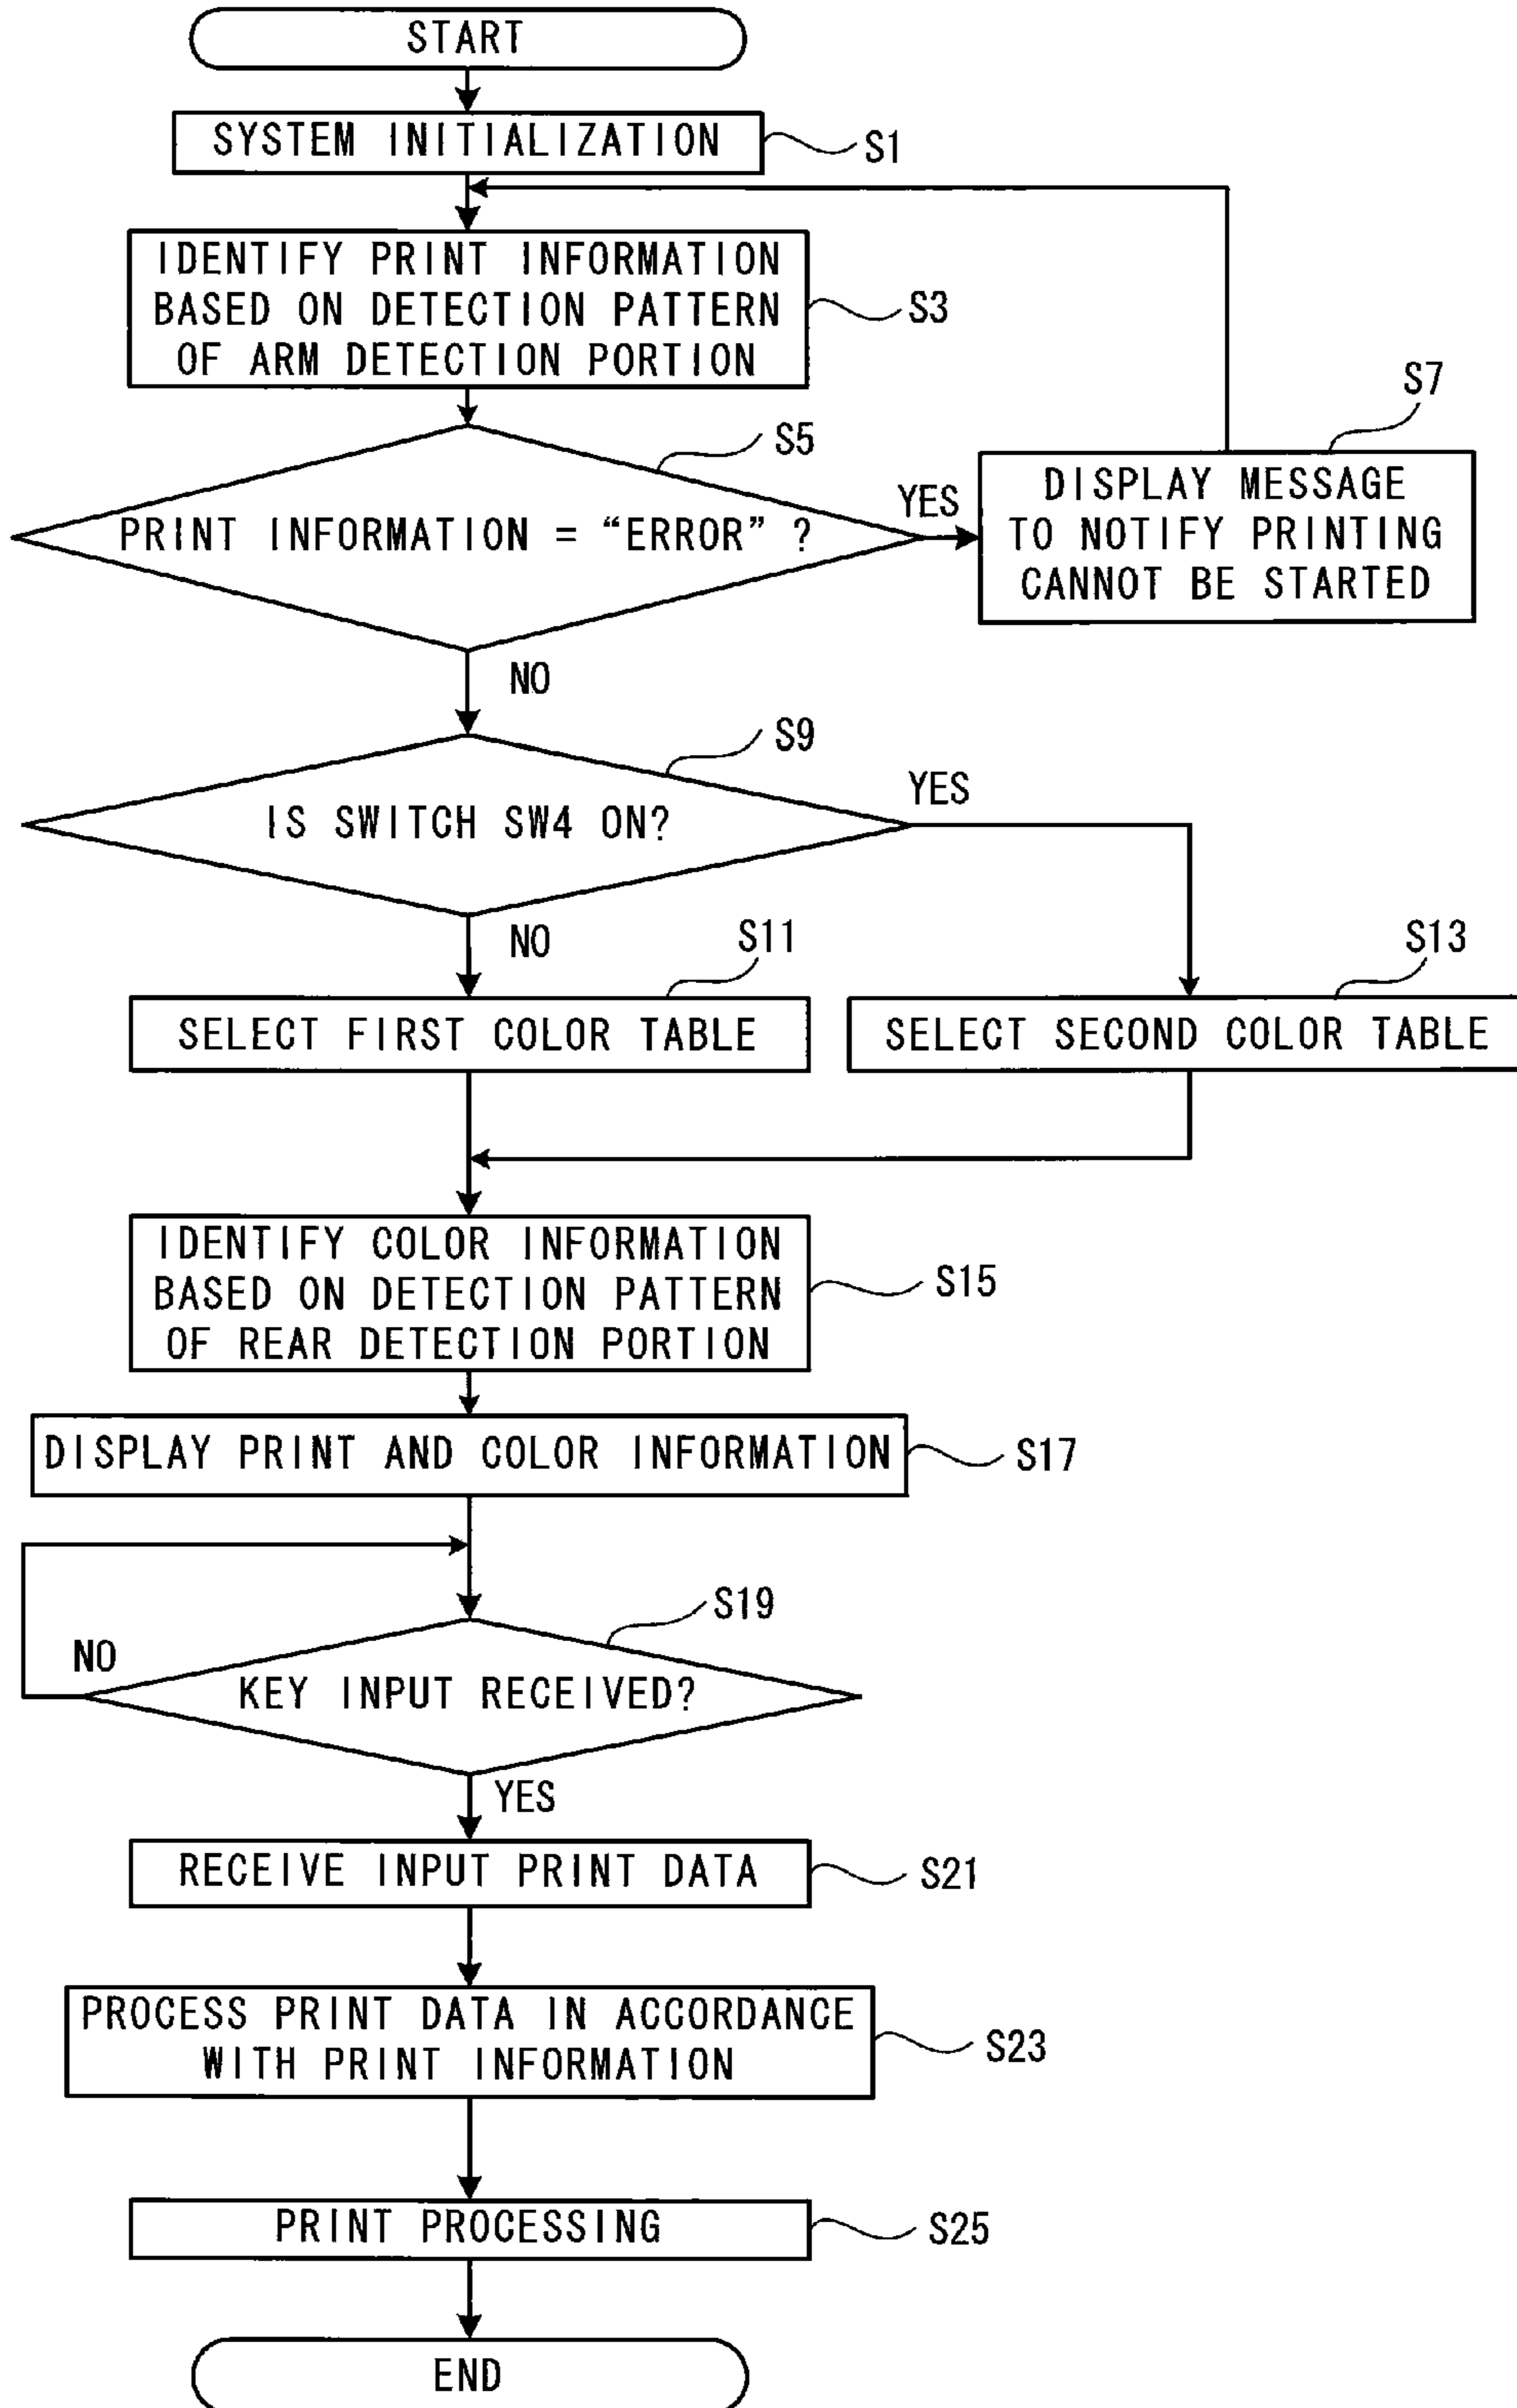 START
SYSTEM INITIALIZATION
S1
IDENTIFY PRINT INFORMATION
BASED ON DETECTION PATTERN
OF ARM DETECTION PORTION
S3
S5
PRINT INFORMATION = “ERROR” ?
YES
S7
DISPLAY MESSAGE
TO NOTIFY PRINTING
CANNOT BE STARTED
NO
S9
IS SWITCH SW4 ON?
YES
NO
S11
SELECT FIRST COLOR TABLE
S13
SELECT SECOND COLOR TABLE
IDENTIFY COLOR INFORMATION
BASED ON DETECTION PATTERN
OF REAR DETECTION PORTION
S15
DISPLAY PRINT AND COLOR INFORMATION
S17
S19
NO
KEY INPUT RECEIVED?
YES
RECEIVE INPUT PRINT DATA
S21
PROCESS PRINT DATA IN ACCORDANCE
WITH PRINT INFORMATION
S23
PRINT PROCESSING
S25
END